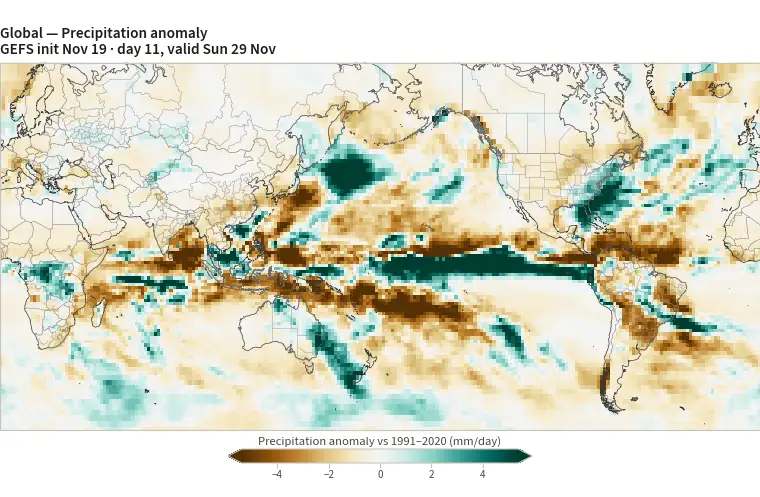 Global — Precipitation anomaly
GEFS init Nov 19 · day 11, valid Sun 29 Nov
Precipitation anomaly vs 1991–2020 (mm/day)
−4 −2 0 2 4